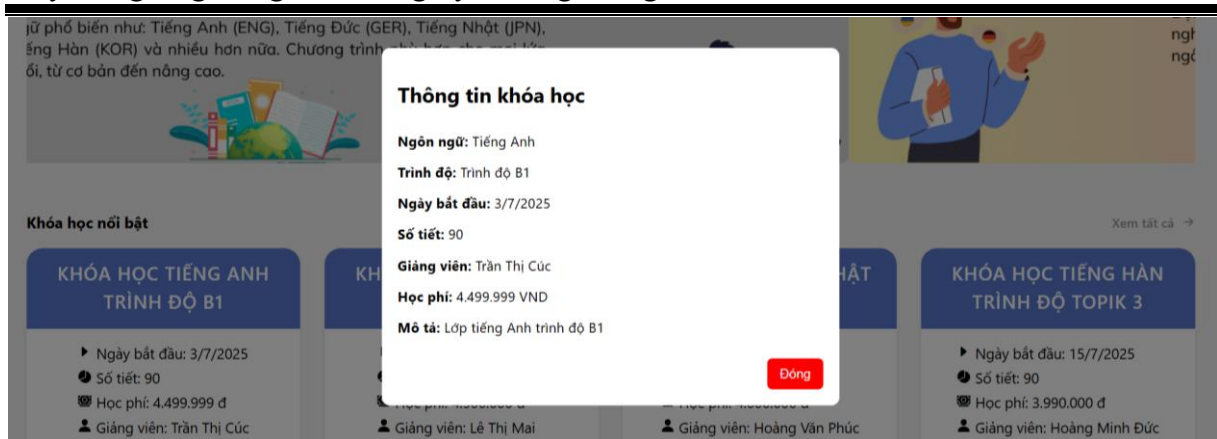 phổ biến như: Tiếng Anh (ENG), Tiếng Đức (GER), Tiếng Nhật (JPN),
Hàn (KOR) và nhiều hơn nữa. Chương trình
từ cơ bản đến nâng cao.
Thông tin khóa học
Ngôn ngữ: Tiếng Anh
Trình độ: Trình độ B1
Ngày bắt đầu: 3/7/2025
Số tiết: 90
Giảng viên: Trần Thị Cúc
Học phí: 4.499.999 VND
Mô tả: Lớp tiếng Anh trình độ B1
Đóng
Khóa học nổi bật
Xem tất cả →
KHÓA HỌC TIẾNG ANH
TRÌNH ĐỘ B1
Ngày bắt đầu: 3/7/2025
Số tiết: 90
Học phí: 4.499.999 đ
Giảng viên: Trần Thị Cúc
Giảng viên: Lê Thị Mai
Giảng viên: Hoàng Văn Phúc
KHÓA HỌC TIẾNG HÀN
TRÌNH ĐỘ TOPIK 3
Ngày bắt đầu: 15/7/2025
Số tiết: 90
Học phí: 3.990.000 đ
Giảng viên: Hoàng Minh Đức